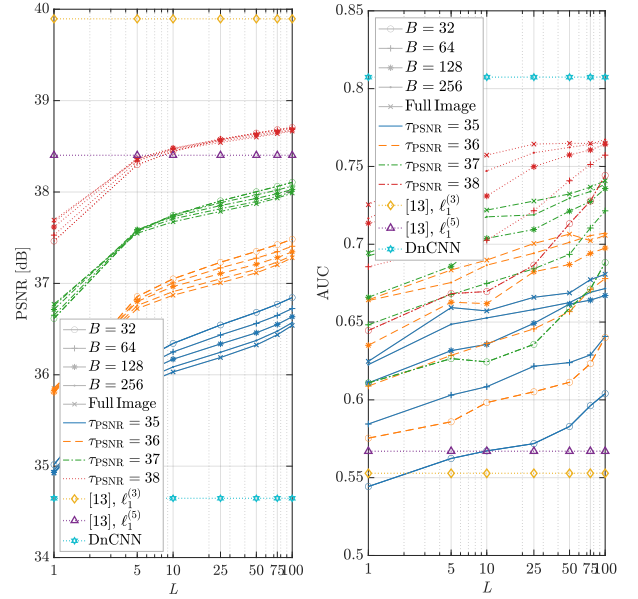 40
39
38
37
36
35
34
PSNR [dB]
B = 32
B = 64
B = 128
B = 256
Full Image
τPSNR = 35
τPSNR = 36
τPSNR = 37
τPSNR = 38
[13], ℓ₁⁽³⁾
[13], ℓ₁⁽⁵⁾
DnCNN
1 5 10 25 50 75 100
L
0.85
0.8
0.75
0.7
0.65
0.6
0.55
0.5
AUC
B = 32
B = 64
B = 128
B = 256
Full Image
τPSNR = 35
τPSNR = 36
τPSNR = 37
τPSNR = 38
[13], ℓ₁⁽³⁾
[13], ℓ₁⁽⁵⁾
DnCNN
1 5 10 25 50 75 100
L